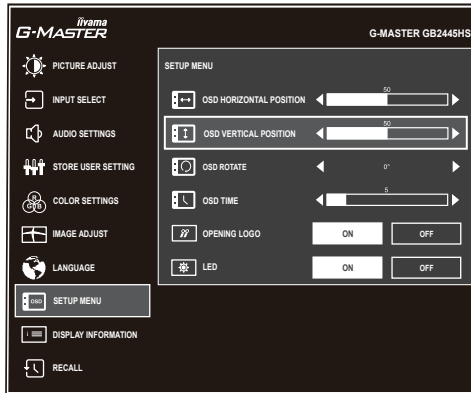 iiyama
G-MASTER
G-MASTER GB2445HS
PICTURE ADJUST
INPUT SELECT
AUDIO SETTINGS
STORE USER SETTING
R
G B
COLOR SETTINGS
IMAGE ADJUST
LANGUAGE
OSD
SETUP MENU
i
DISPLAY INFORMATION
RECALL
SETUP MENU
OSD HORIZONTAL POSITION
50
OSD VERTICAL POSITION
50
OSD ROTATE
0°
OSD TIME
5
OPENING LOGO
ON
OFF
LED
ON
OFF